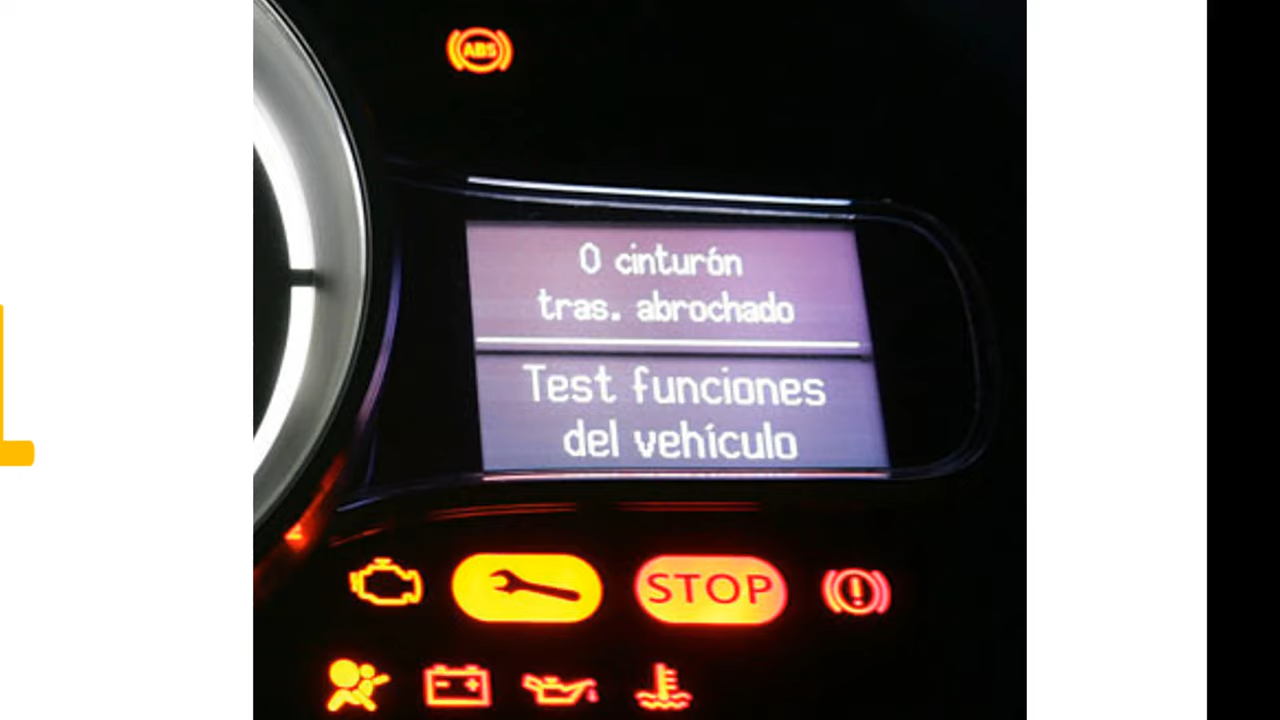 ABS
0 cinturón
tras. abrochado
Test funciones
del vehículo
STOP